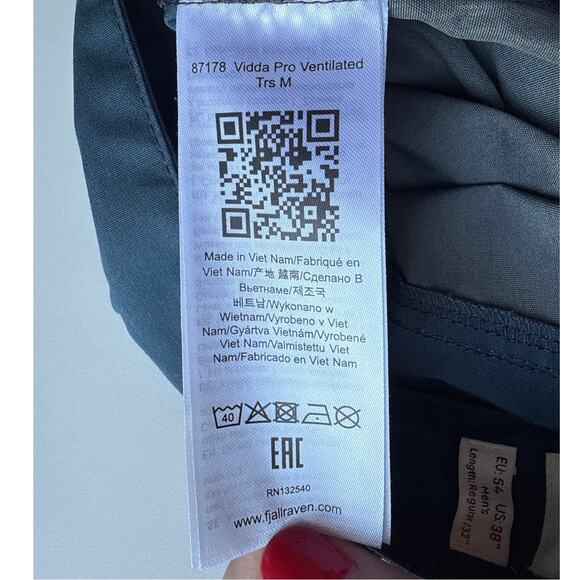 87178 Vidda Pro Ventilated
Trs M
Made in Viet Nam/Fabriqué en
Viet Nam/产地 越南/Сделано В
Вьетнаме/제조국
베트남/Wykonano w
Wietnam/Vyrobeno v Viet
Nam/Gyártva Vietnám/Vyrobeno
Viet Nam/Valmistettu Viet
Nam/Fabricado en Viet Nam
40
EAC
RN132540
www.fjallraven.com
EU: 54 US: 38"
Men's
Length: Regular/32"